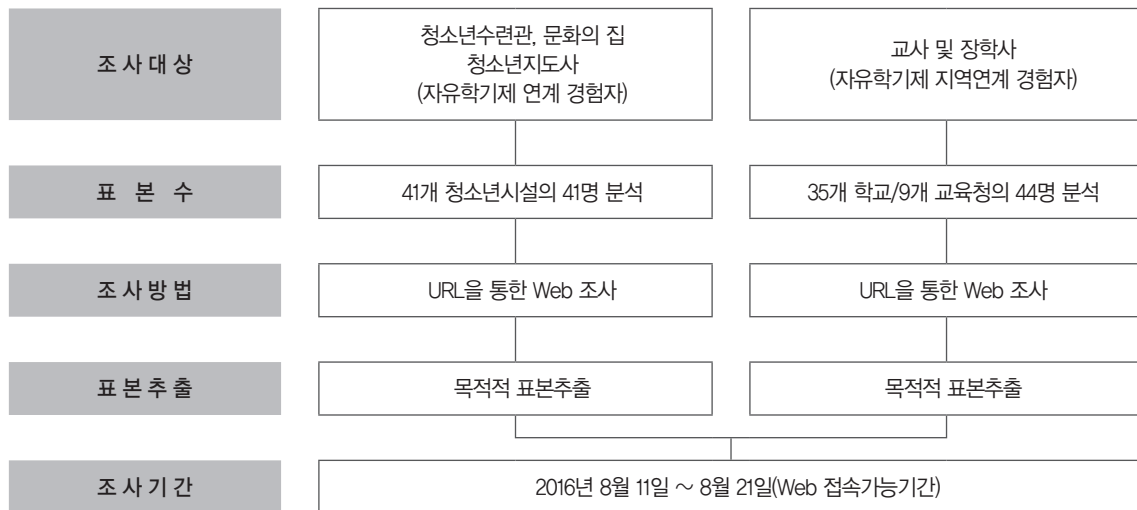 조사대상
청소년수련관, 문화의 집
청소년지도사
(자유학기제 연계 경험자)
교사 및 장학사
(자유학기제 지역연계 경험자)
표 본 수
41개 청소년시설의 41명 분석
35개 학교/9개 교육청의 44명 분석
조사방법
URL을 통한 Web 조사
URL을 통한 Web 조사
표본추출
목적적 표본추출
목적적 표본추출
조사기간
2016년 8월 11일 ～ 8월 21일(Web 접속가능기간)